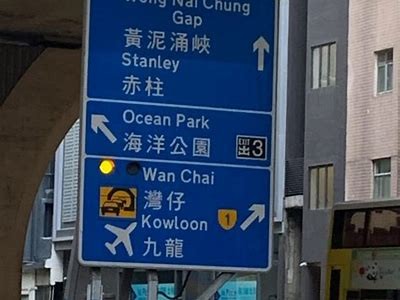 Wong Nai Chung
Gap
黃泥涌峽
Stanley
赤柱
Ocean Park
海洋公園
出 EXIT 3
Wan Chai
灣仔
Kowloon
1
九龍